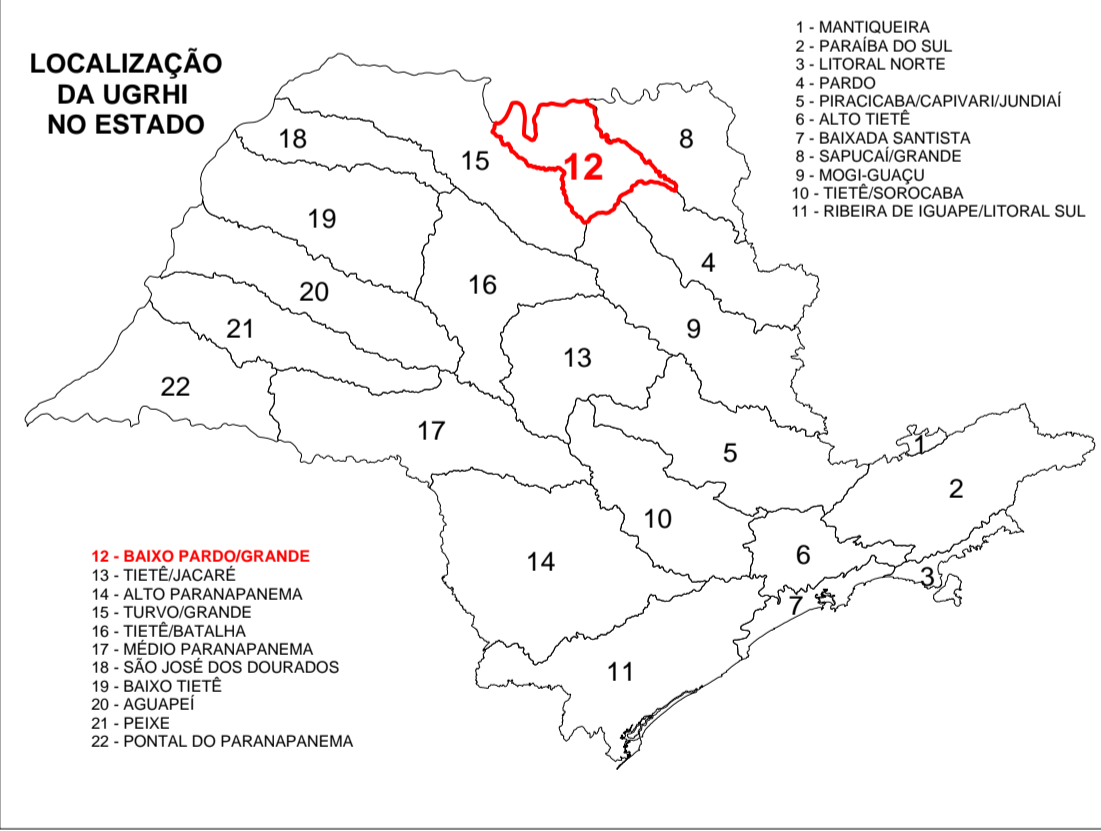 LOCALIZAÇÃO
DA UGRHI
NO ESTADO
1 - MANTIQUEIRA
2 - PARAÍBA DO SUL
3 - LITORAL NORTE
4 - PARDO
5 - PIRACICABA/CAPIVARI/JUNDIAÍ
6 - ALTO TIETÊ
7 - BAIXADA SANTISTA
8 - SAPUCAÍ/GRANDE
9 - MOGI-GUAÇU
10 - TIETÊ/SOROCABA
11 - RIBEIRA DE IGUAPE/LITORAL SUL
18
15
12
8
19
4
20
16
21
9
13
22
17
5
1
2
10
14
6
3
7
11
12 - BAIXO PARDO/GRANDE
13 - TIETÊ/JACARÉ
14 - ALTO PARANAPANEMA
15 - TURVO/GRANDE
16 - TIETÊ/BATALHA
17 - MÉDIO PARANAPANEMA
18 - SÃO JOSÉ DOS DOURADOS
19 - BAIXO TIETÊ
20 - AGUAPEÍ
21 - PEIXE
22 - PONTAL DO PARANAPANEMA